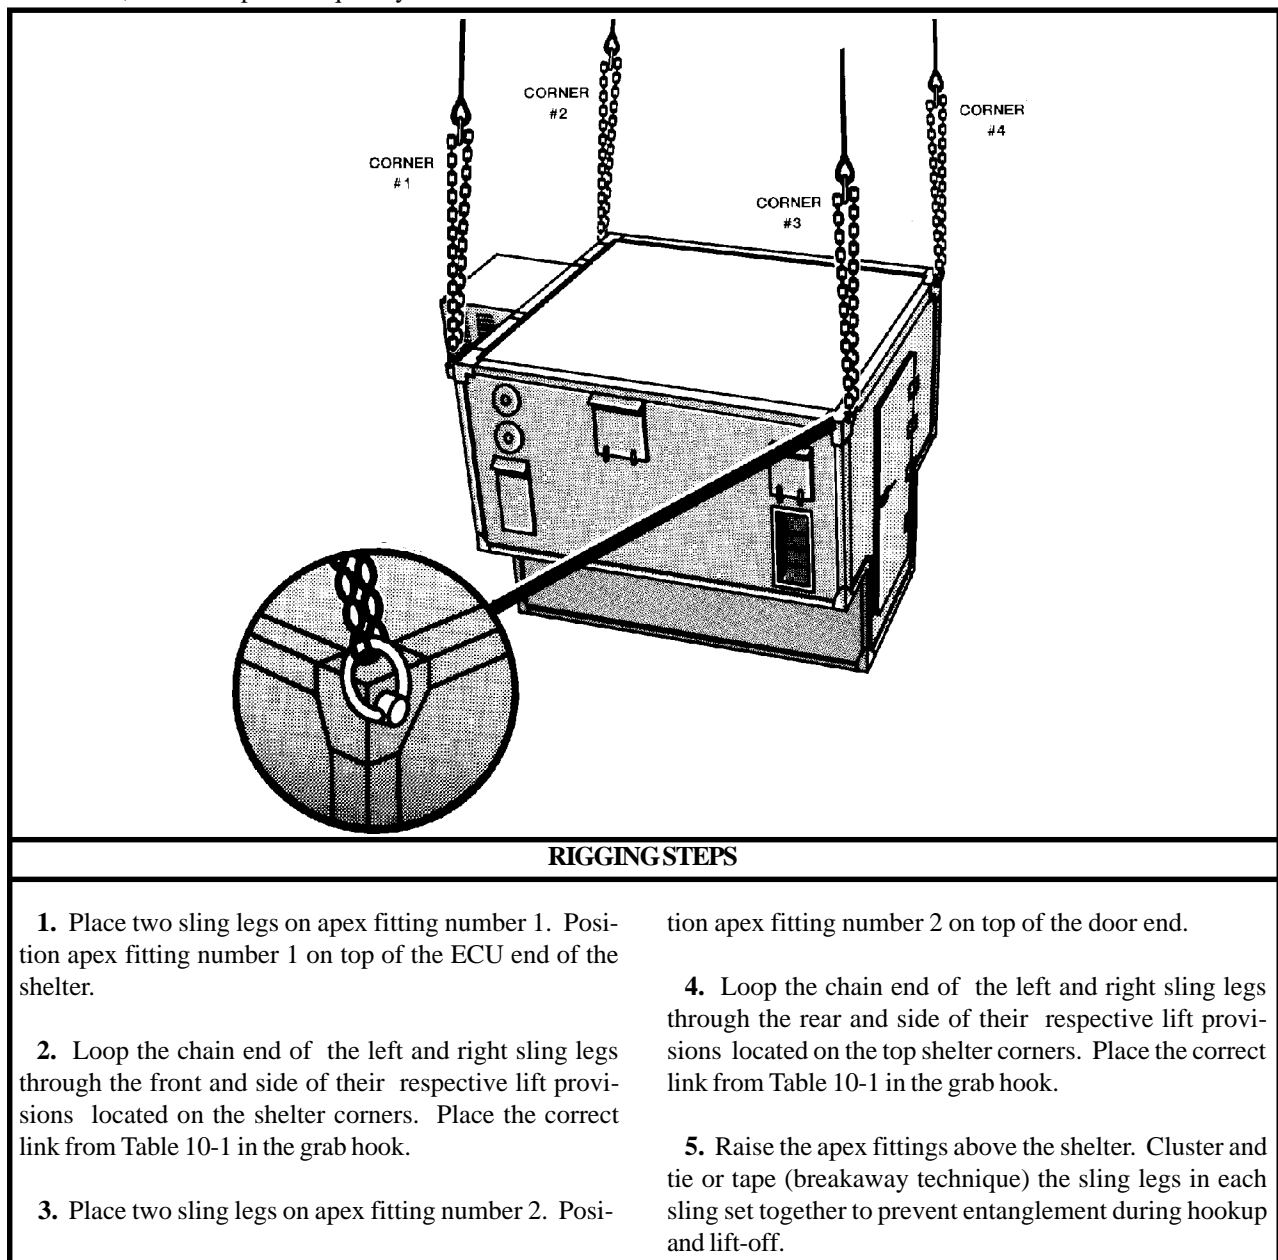 CORNER
#2
CORNER
#4
CORNER
#1
CORNER
#3
RIGGING STEPS
1. Place two sling legs on apex fitting number 1. Posi-
tion apex fitting number 1 on top of the ECU end of the
shelter.
2. Loop the chain end of the left and right sling legs
through the front and side of their respective lift provi-
sions located on the shelter corners. Place the correct
link from Table 10-1 in the grab hook.
3. Place two sling legs on apex fitting number 2. Posi-
tion apex fitting number 2 on top of the door end.
4. Loop the chain end of the left and right sling legs
through the rear and side of their respective lift provi-
sions located on the top shelter corners. Place the correct
link from Table 10-1 in the grab hook.
5. Raise the apex fittings above the shelter. Cluster and
tie or tape (breakaway technique) the sling legs in each
sling set together to prevent entanglement during hookup
and lift-off.